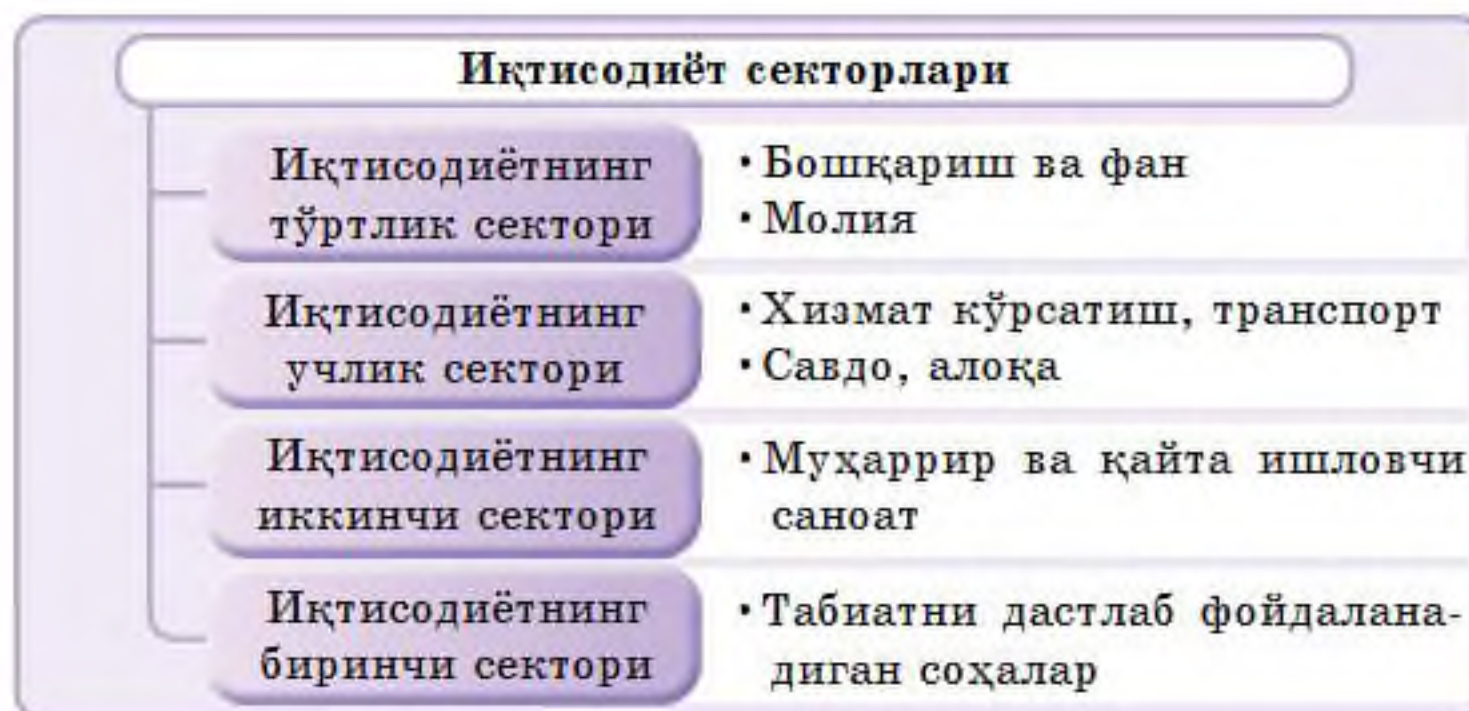 Иқтисодиёт секторлари
Иқтисодиётнинг
тўртлик сектори
• Бошқариш ва фан
• Молия
Иқтисодиётнинг
учлик сектори
• Хизмат кўрсатиш, транспорт
• Савдо, алоқа
Иқтисодиётнинг
иккинчи сектори
• Муҳаррир ва қайта ишловчи
саноат
Иқтисодиётнинг
биринчи сектори
• Табиатни дастлаб фойдалана-
диган соҳалар